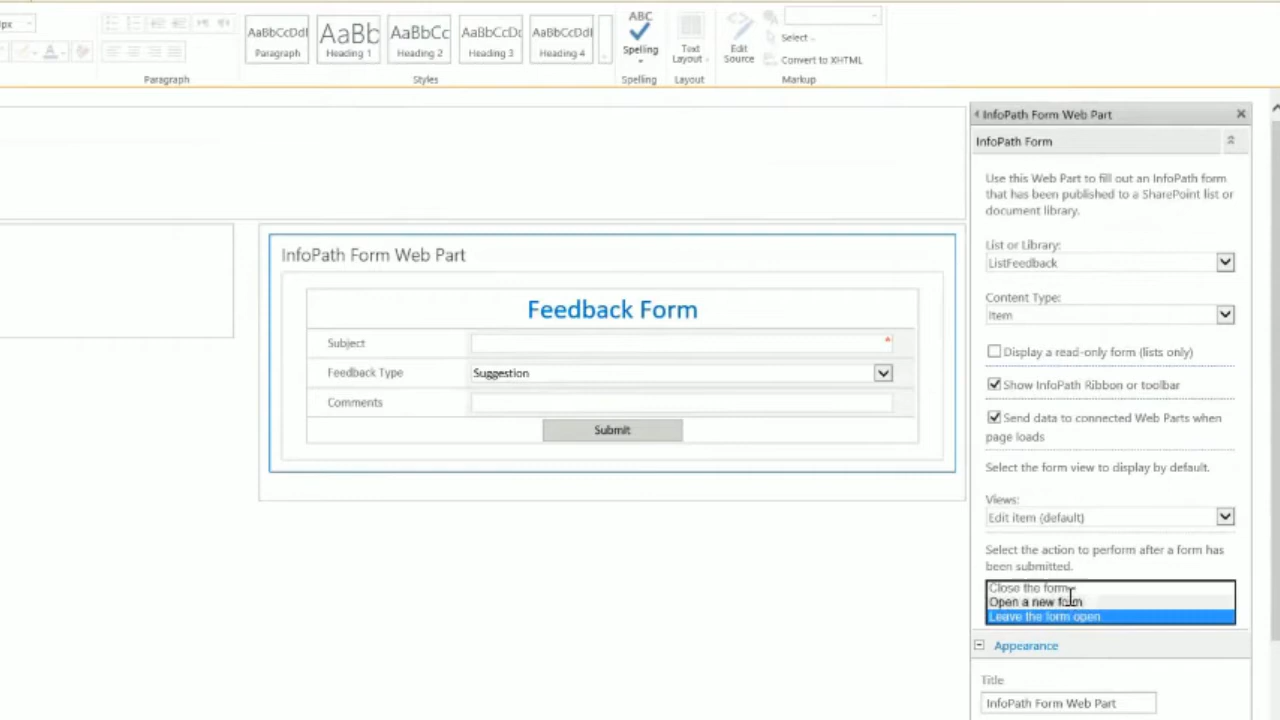 px
ABC
AaBbCcDdI
AaBb
AaBbCc
AaBbCcDc
AaBbCcDdI
Paragraph
Heading 1
Heading 2
Heading 3
Heading 4
Spelling
Text
Layout
Edit
Source
Select
Convert to XHTML
Paragraph
Styles
Spelling
Layout
Markup
InfoPath Form Web Part
InfoPath Form
Use this Web Part to fill out an InfoPath form
that has been published to a SharePoint list or
document library.
List or Library:
ListFeedback
Content Type:
Item
Display a read-only form (lists only)
Show InfoPath Ribbon or toolbar
Send data to connected Web Parts when
page loads
Select the form view to display by default.
Views:
Edit item (default)
Select the action to perform after a form has
been submitted.
Close the form
Open a new form
Leave the form open
Appearance
Title
InfoPath Form Web Part
InfoPath Form Web Part
Feedback Form
Subject
*
Feedback Type
Suggestion
Comments
Submit